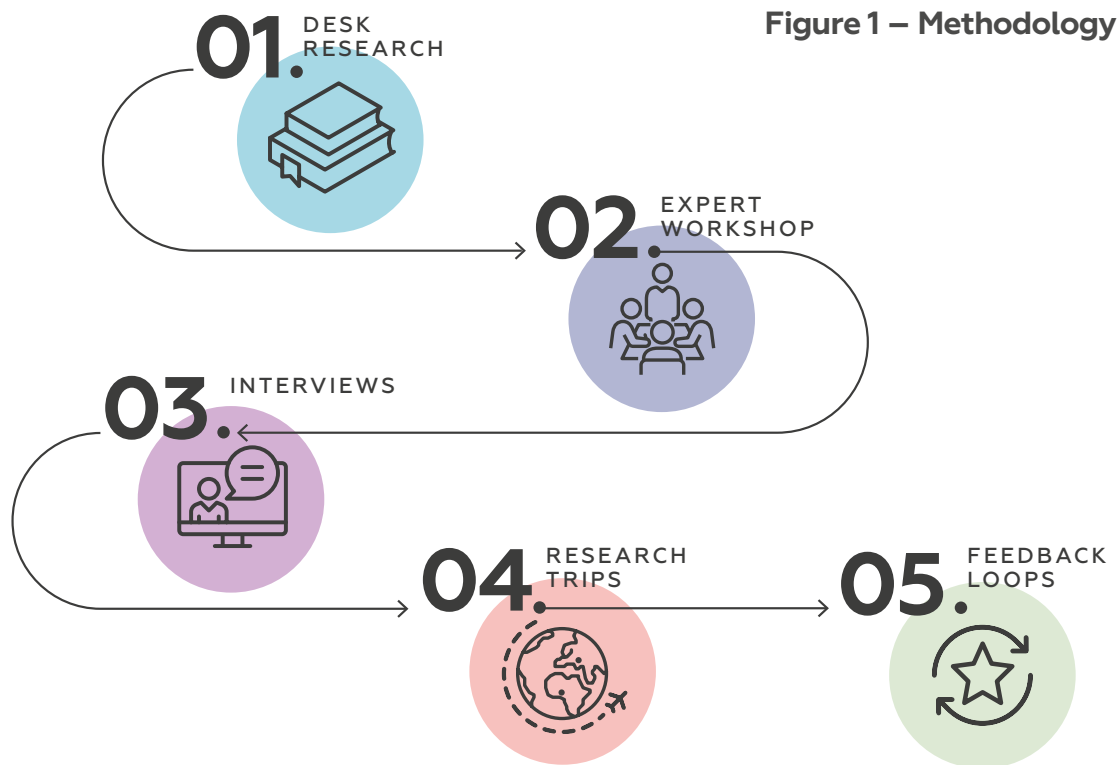 Figure 1 – Methodology
01.
DESK
RESEARCH
02.
EXPERT
WORKSHOP
03.
INTERVIEWS
04.
RESEARCH
TRIPS
05.
FEEDBACK
LOOPS